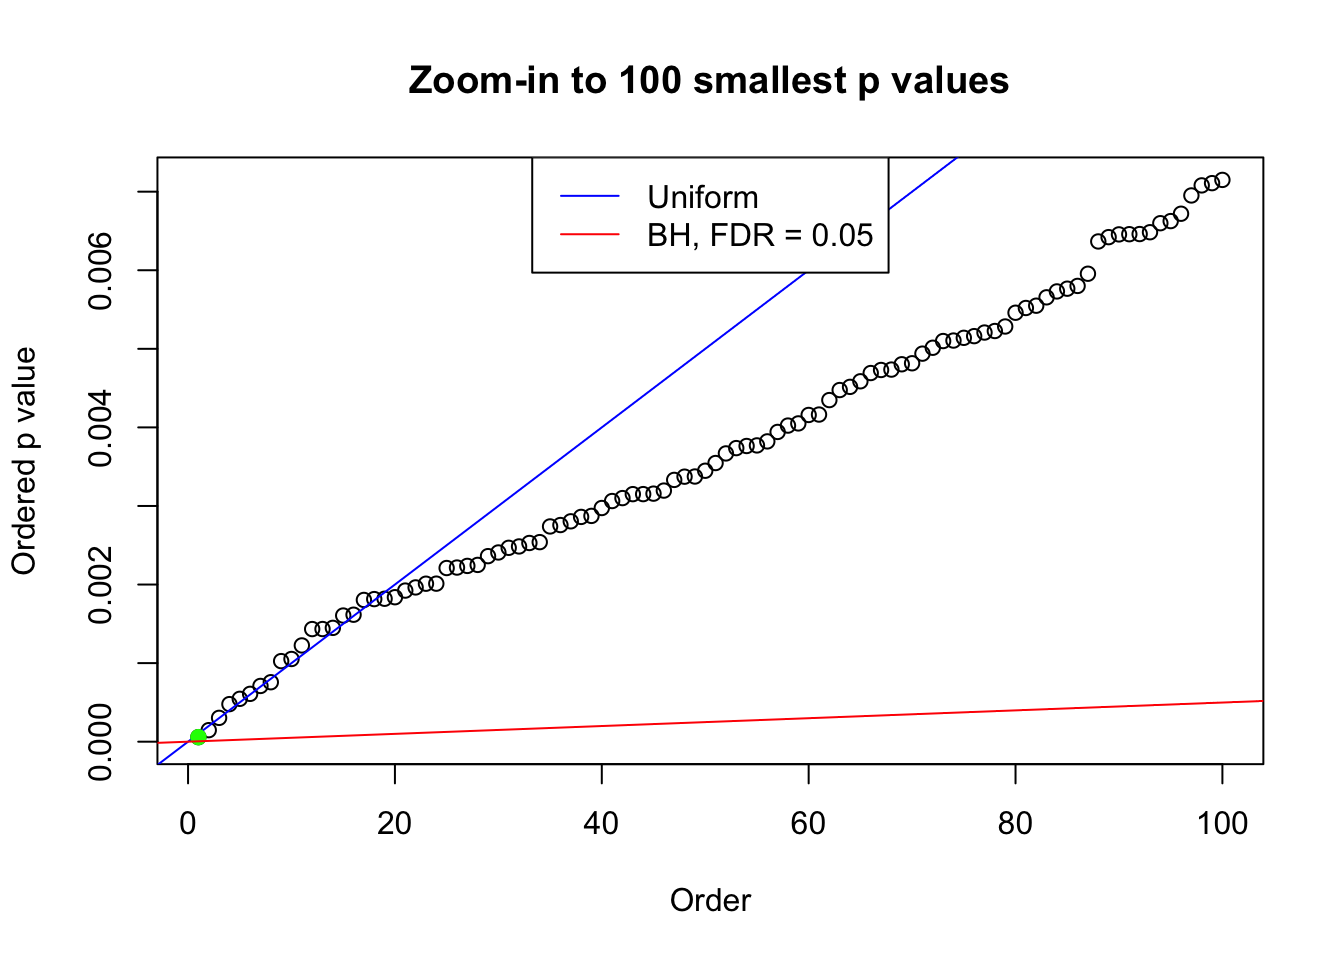 Zoom-in to 100 smallest p values
Uniform
BH, FDR = 0.05
Ordered p value
0.006
0.004
0.002
0.000
0 20 40 60 80 100
Order